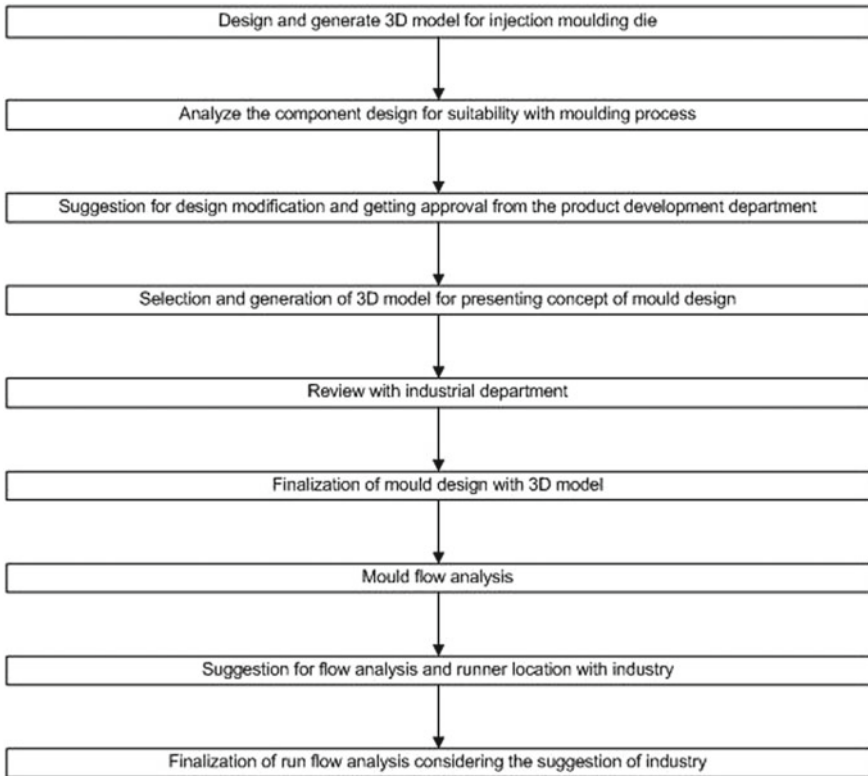 Design and generate 3D model for injection moulding die
Analyze the component design for suitability with moulding process
Suggestion for design modification and getting approval from the product development department
Selection and generation of 3D model for presenting concept of mould design
Review with industrial department
Finalization of mould design with 3D model
Mould flow analysis
Suggestion for flow analysis and runner location with industry
Finalization of run flow analysis considering the suggestion of industry